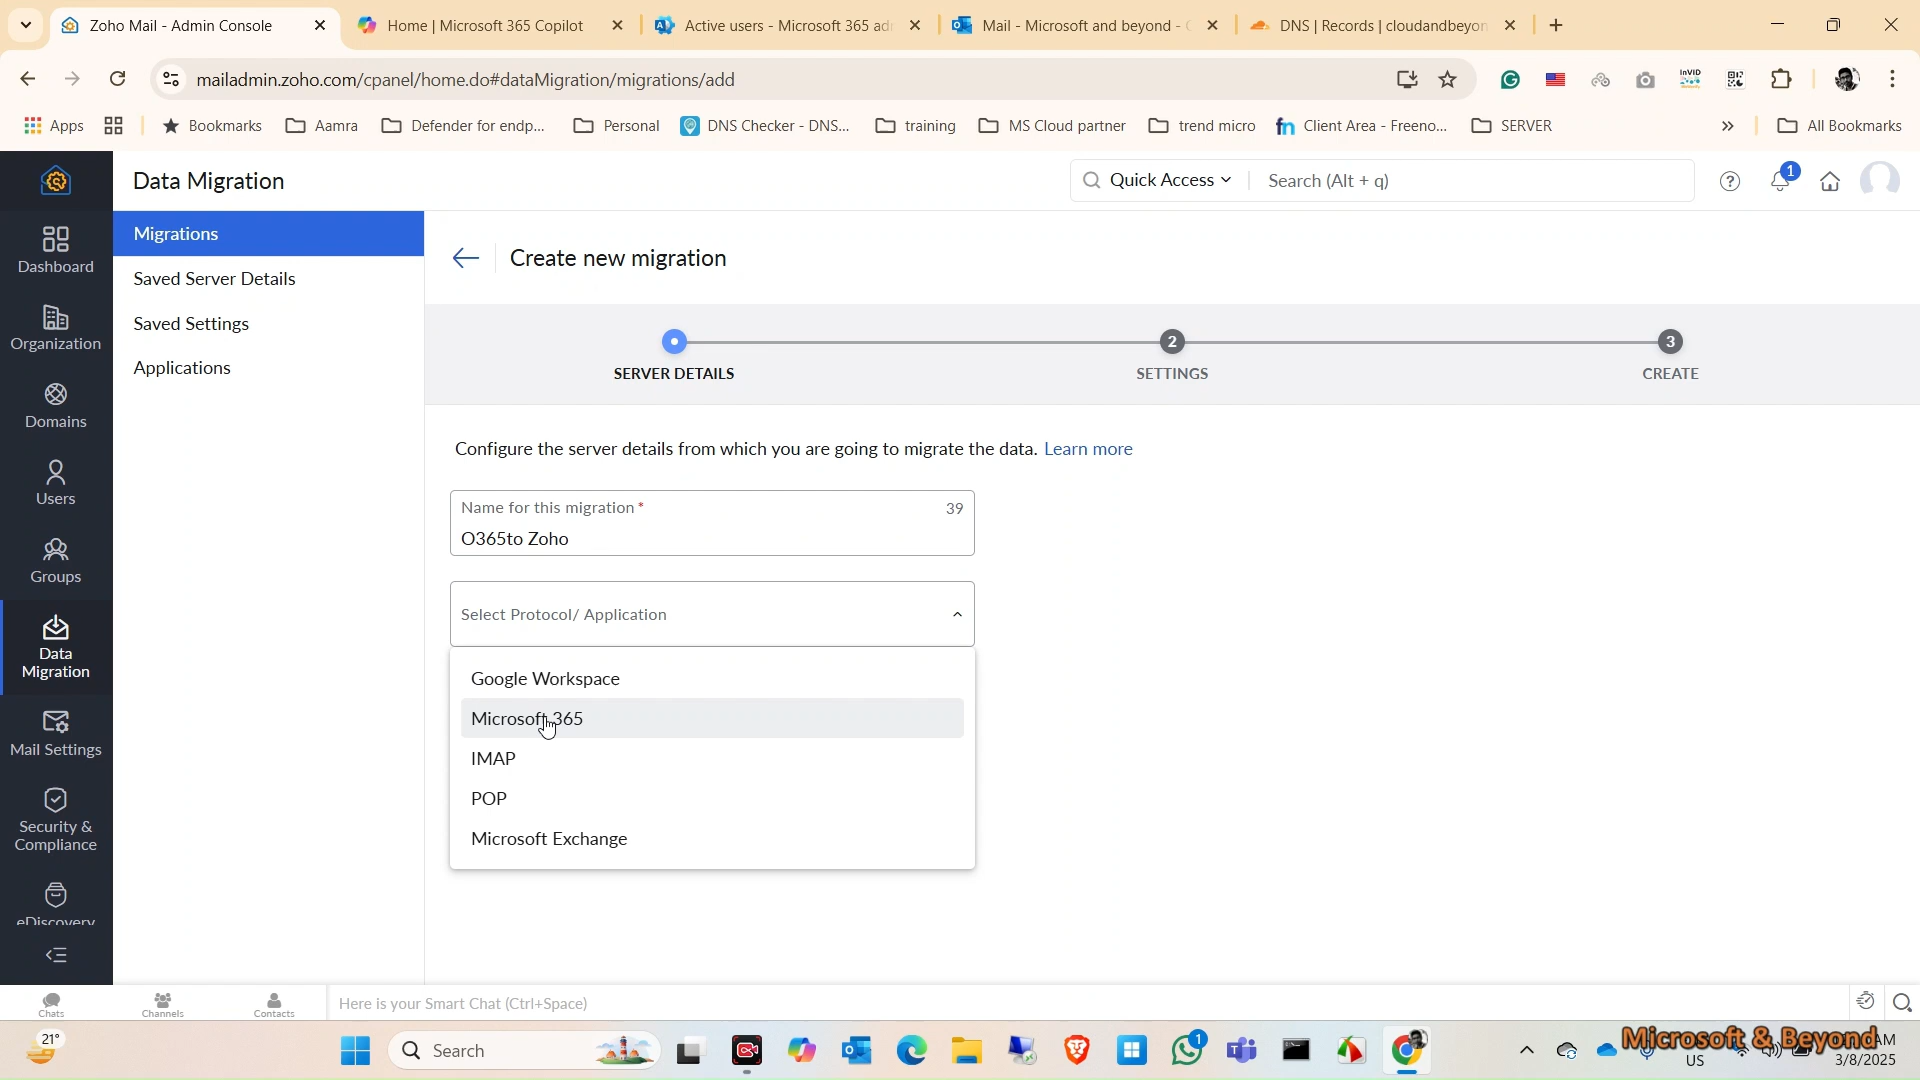 Zoho Mail - Admin Console
Home | Microsoft 365 Copilot
Active users - Microsoft 365 adr
Mail - Microsoft and beyond -
DNS | Records | cloudandbeyon
mailadmin.zoho.com/cpanel/home.do#dataMigration/migrations/add
InVID
Apps
Bookmarks
Aamra
Defender for endp...
Personal
DNS Checker - DNS...
training
MS Cloud partner
trend micro
Client Area - Freeno...
SERVER
All Bookmarks
Data Migration
Quick Access
Search (Alt + q)
1
Dashboard
Organization
Domains
Users
Groups
Data
Migration
Mail Settings
Security &
Compliance
eDiscovery
Migrations
Saved Server Details
Saved Settings
Applications
Create new migration
2
3
SERVER DETAILS
SETTINGS
CREATE
Configure the server details from which you are going to migrate the data. Learn more
Name for this migration *
39
O365to Zoho
Select Protocol/ Application
Google Workspace
Microsoft 365
IMAP
POP
Microsoft Exchange
Chats
Channels
Contacts
Here is your Smart Chat (Ctrl+Space)
21°
Search
1
US
Microsoft & Beyond
AM
3/8/2025